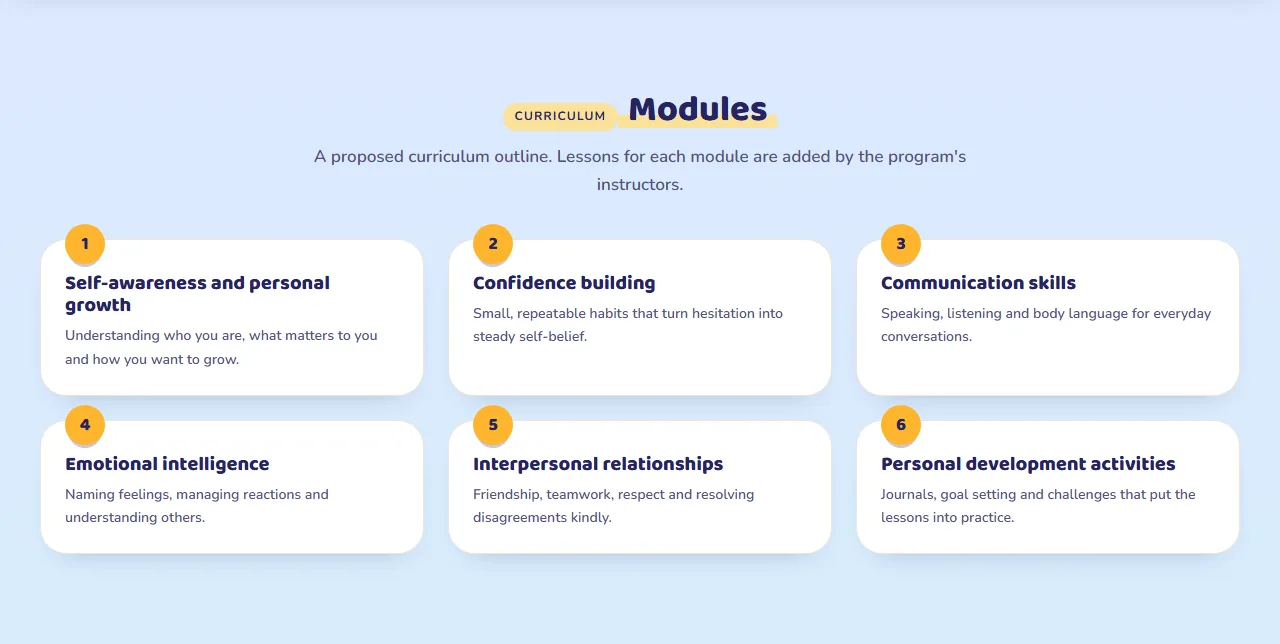 CURRICULUM Modules
A proposed curriculum outline. Lessons for each module are added by the program's
instructors.
1
Self-awareness and personal
growth
Understanding who you are, what matters to you
and how you want to grow.
2
Confidence building
Small, repeatable habits that turn hesitation into
steady self-belief.
3
Communication skills
Speaking, listening and body language for everyday
conversations.
4
Emotional intelligence
Naming feelings, managing reactions and
understanding others.
5
Interpersonal relationships
Friendship, teamwork, respect and resolving
disagreements kindly.
6
Personal development activities
Journals, goal setting and challenges that put the
lessons into practice.